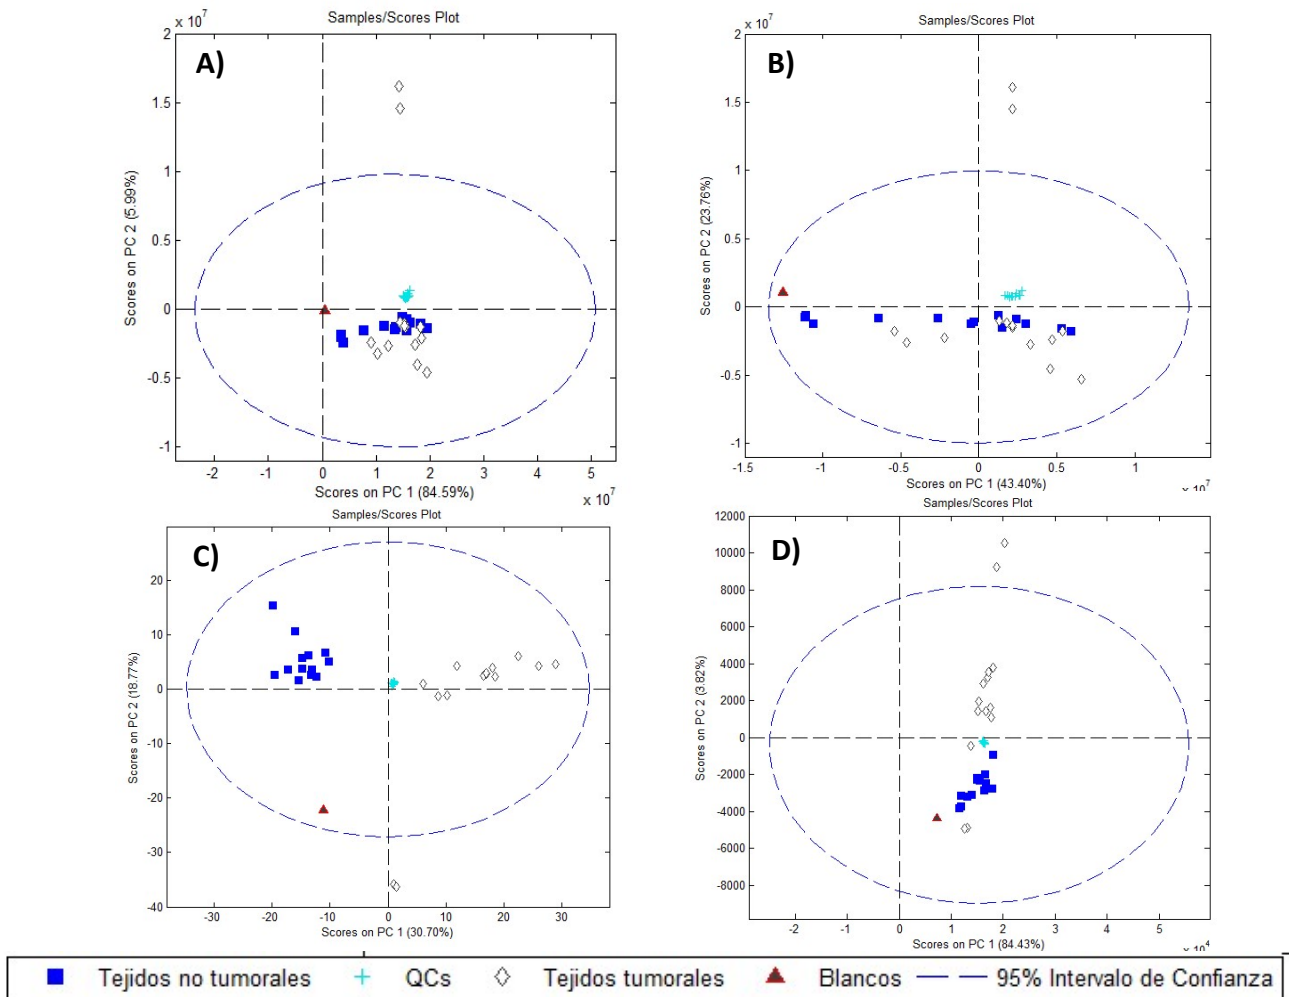 Samples/Scores Plot
x 10^7
A)
2
1.5
1
0.5
0
-0.5
-1
Scores on PC 2 (5.99%)
-2 -1 0 1 2 3 4 5
Scores on PC 1 (84.59%)
x 10^7
Samples/Scores Plot
x 10^7
B)
2
1.5
1
0.5
0
-0.5
-1
Scores on PC 2 (23.76%)
-1.5 -1 -0.5 0 0.5 1
Scores on PC 1 (43.40%)
x 10^7
Samples/Scores Plot
C)
20
10
0
-10
-20
-30
-40
Scores on PC 2 (18.77%)
-30 -20 -10 0 10 20 30
Scores on PC 1 (30.70%)
Samples/Scores Plot
D)
12000
10000
8000
6000
4000
2000
0
-2000
-4000
-6000
-8000
Scores on PC 2 (3.82%)
-2 -1 0 1 2 3 4 5
Scores on PC 1 (84.43%)
x 10^4
Tejidos no tumorales QCs Tejidos tumorales Blancos 95% Intervalo de Confianza